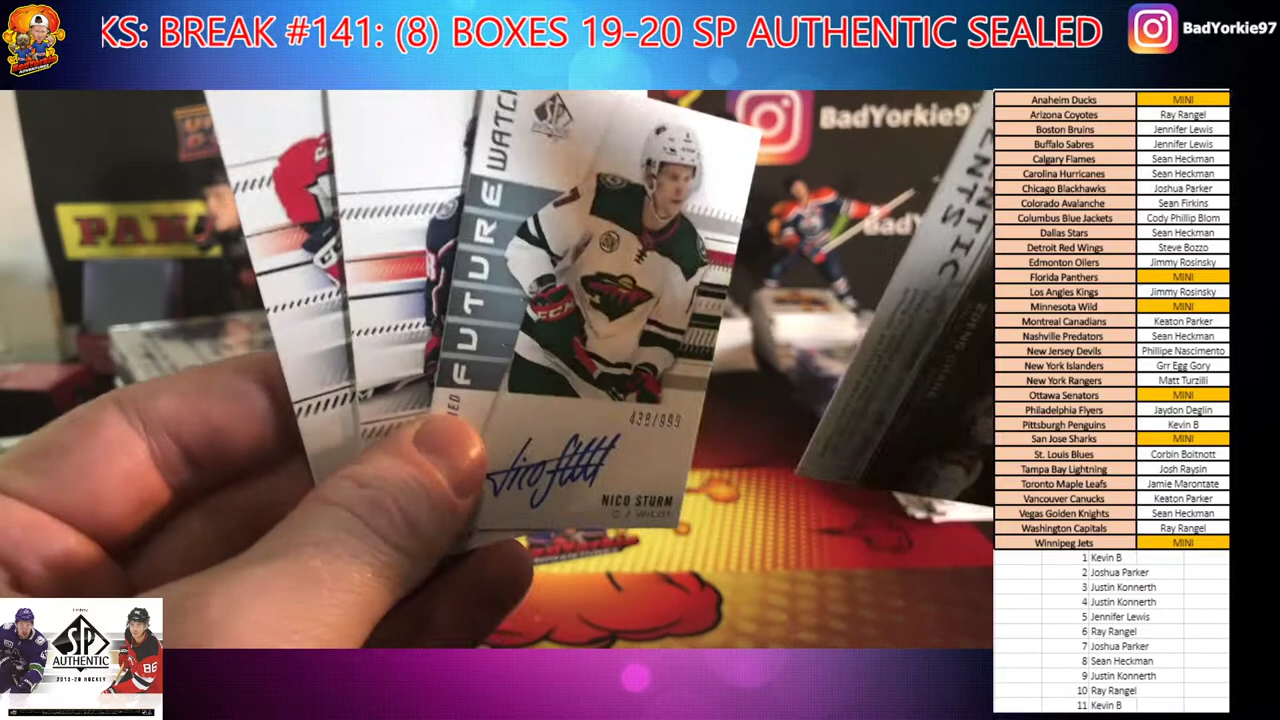 KS: BREAK #141: (8) BOXES 19-20 SP AUTHENTIC SEALED
BadYorkie97
BadYorkie97
PANI
FUTURE WATCH
438/999
NICO STURM
C / WILD
SP
AUTHENTIC
2019-20 HOCKEY
86
Anaheim Ducks MINI
Arizona Coyotes Ray Rangel
Boston Bruins Jennifer Lewis
Buffalo Sabres Jennifer Lewis
Calgary Flames Sean Heckman
Carolina Hurricanes Sean Heckman
Chicago Blackhawks Joshua Parker
Colorado Avalanche Sean Firkins
Columbus Blue Jackets Cody Phillip Blom
Dallas Stars Sean Heckman
Detroit Red Wings Steve Bozzo
Edmonton Oilers Jimmy Rosinsky
Florida Panthers MINI
Los Angles Kings Jimmy Rosinsky
Minnesota Wild MINI
Montreal Canadians Keaton Parker
Nashville Predators Sean Heckman
New Jersey Devils Phillipe Nascimento
New York Islanders Grr Egg Gory
New York Rangers Matt Turzilli
Ottawa Senators MINI
Philadelphia Flyers Jaydon Deglin
Pittsburgh Penguins Kevin B
San Jose Sharks MINI
St. Louis Blues Corbin Boitnott
Tampa Bay Lightning Josh Raysin
Toronto Maple Leafs Jamie Marontate
Vancouver Canucks Keaton Parker
Vegas Golden Knights Sean Heckman
Washington Capitals Ray Rangel
Winnipeg Jets MINI
1 Kevin B
2 Joshua Parker
3 Justin Konnerth
4 Justin Konnerth
5 Jennifer Lewis
6 Ray Rangel
7 Joshua Parker
8 Sean Heckman
9 Justin Konnerth
10 Ray Rangel
11 Kevin B